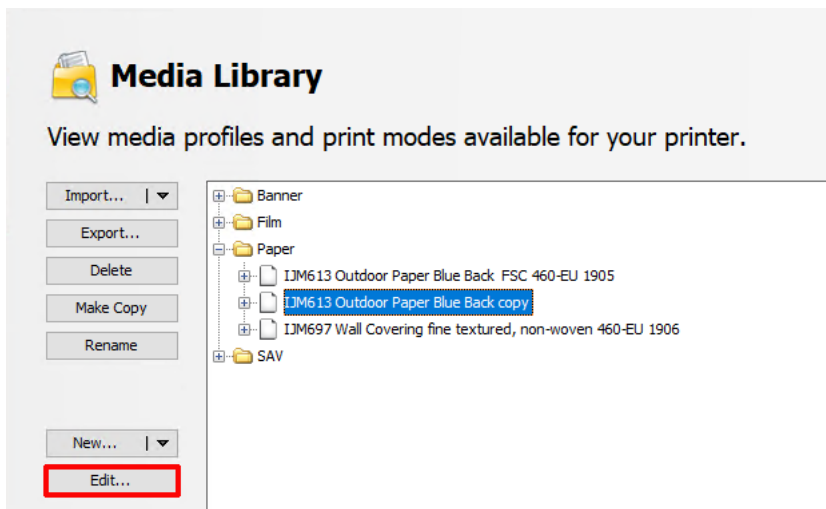 Media Library
View media profiles and print modes available for your printer.
Import...
Export...
Delete
Make Copy
Rename
New...
Edit...
Banner
Film
Paper
IJM613 Outdoor Paper Blue Back  FSC 460-EU 1905
IJM613 Outdoor Paper Blue Back copy
IJM697 Wall Covering fine textured, non-woven 460-EU 1906
SAV